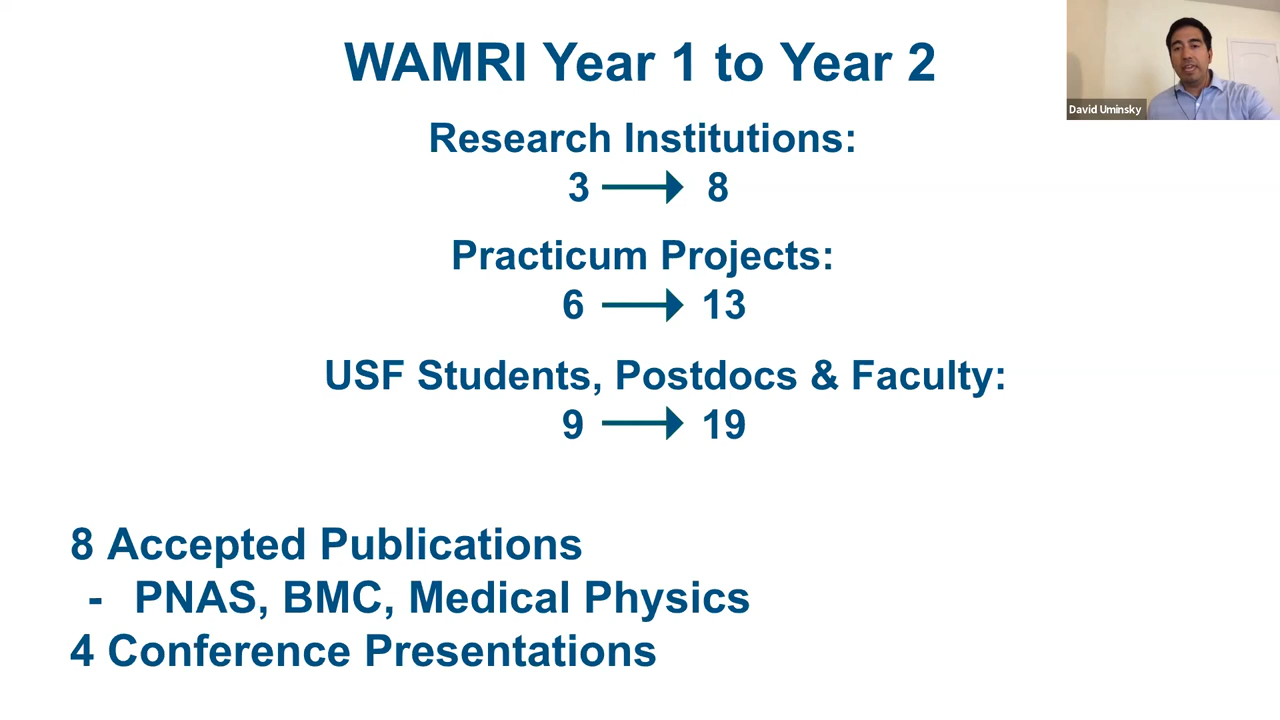 WAMRI Year 1 to Year 2
David Uminsky
Research Institutions:
3 8
Practicum Projects:
6 13
USF Students, Postdocs & Faculty:
9 19
8 Accepted Publications
- PNAS, BMC, Medical Physics
4 Conference Presentations